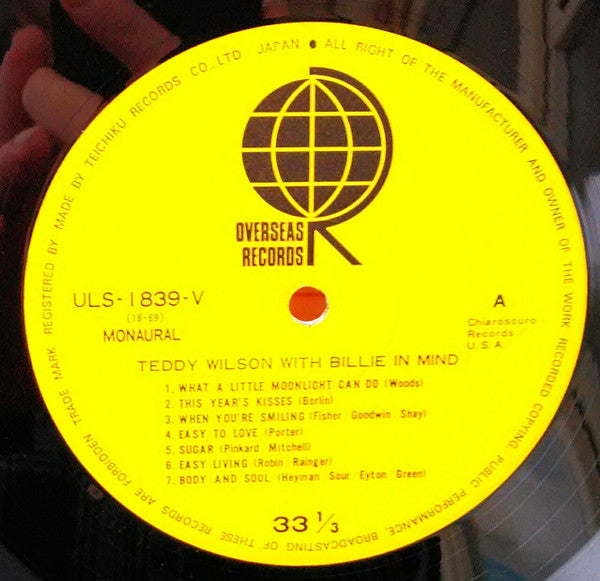 TRADE MARK REGISTERED BY MADE BY TEICHIKU RECORDS CO., LTD JAPAN • ALL RIGHT OF THE MANUFACTURER AND OWNER OF THE WORK RECORDED COPYING, PUBLIC PERFORMANCE, BROADCASTING OF THESE RECORDS ARE FORBIDDEN
OVERSEAS
RECORDS
ULS-1839-V
(18-69)
MONAURAL
A
Chiaroscuro
Records
U.S.A.
TEDDY WILSON WITH BILLIE IN MIND
1. WHAT A LITTLE MOONLIGHT CAN DO (Woods)
2. THIS YEAR'S KISSES (Berlin)
3. WHEN YOU'RE SMILING (Fisher Goodwin Shay)
4. EASY TO LOVE (Porter)
5. SUGAR (Pinkard Mitchell)
6. EASY LIVING (Robin Rainger)
7. BODY AND SOUL (Heyman Sour Eyton Green)
33 1/3